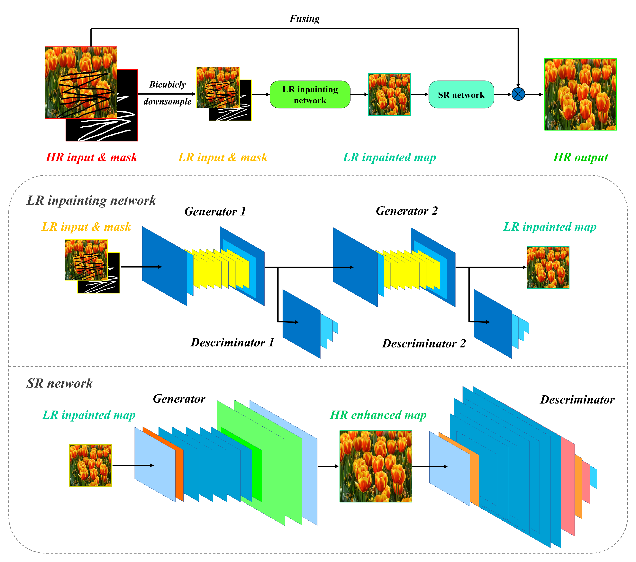 Fusing
Bicubicly
downsample
LR inpainting
network
SR network
HR input & mask
LR input & mask
LR inpainted map
HR output
LR inpainting network
LR input & mask
Generator 1
Generator 2
LR inpainted map
Descriminator 1
Descriminator 2
SR network
LR inpainted map
Generator
HR enhanced map
Descriminator